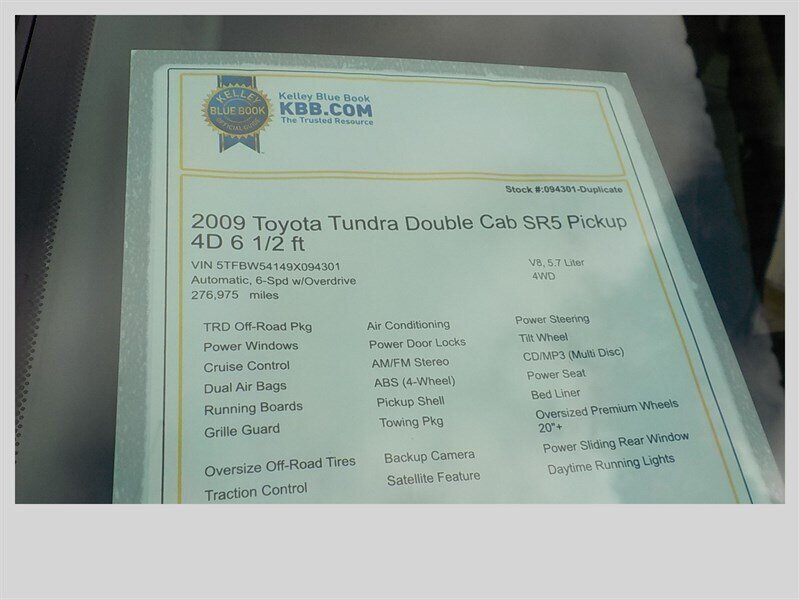 KELLEY
BLUE BOOK
OFFICIAL GUIDE
Kelley Blue Book
KBB.COM
The Trusted Resource
Stock #:094301-Duplicate
2009 Toyota Tundra Double Cab SR5 Pickup
4D 6 1/2 ft
VIN 5TFBW54149X094301 V8, 5.7 Liter
Automatic, 6-Spd w/Overdrive 4WD
276,975 miles
TRD Off-Road Pkg Air Conditioning Power Steering
Power Windows Power Door Locks Tilt Wheel
Cruise Control AM/FM Stereo CD/MP3 (Multi Disc)
Dual Air Bags ABS (4-Wheel) Power Seat
Running Boards Pickup Shell Bed Liner
Grille Guard Towing Pkg Oversized Premium Wheels
20"+
Oversize Off-Road Tires Backup Camera Power Sliding Rear Window
Traction Control Satellite Feature Daytime Running Lights